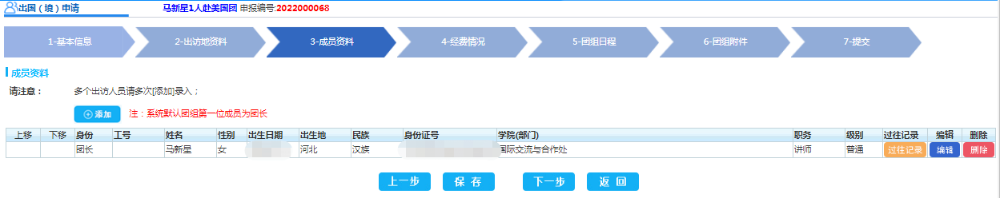 出国（境）申请 马新星1人赴美国团 申报编号:2022000068
1-基本信息 2-出访地资料 3-成员资料 4-经费情况 5-团组日程 6-团组附件 7-提交
成员资料
请注意： 多个出访人员请多次[添加]录入；
添加 注：系统默认团组第一位成员为团长
上移 下移 身份 工号 姓名 性别 出生日期 出生地 民族 身份证号 学院(部门) 职务 级别 过往记录 编辑 删除
团长 马新星 女 河北 汉族 国际交流与合作处 讲师 普通 过往记录 编辑 删除
上一步 保 存 下一步 返 回